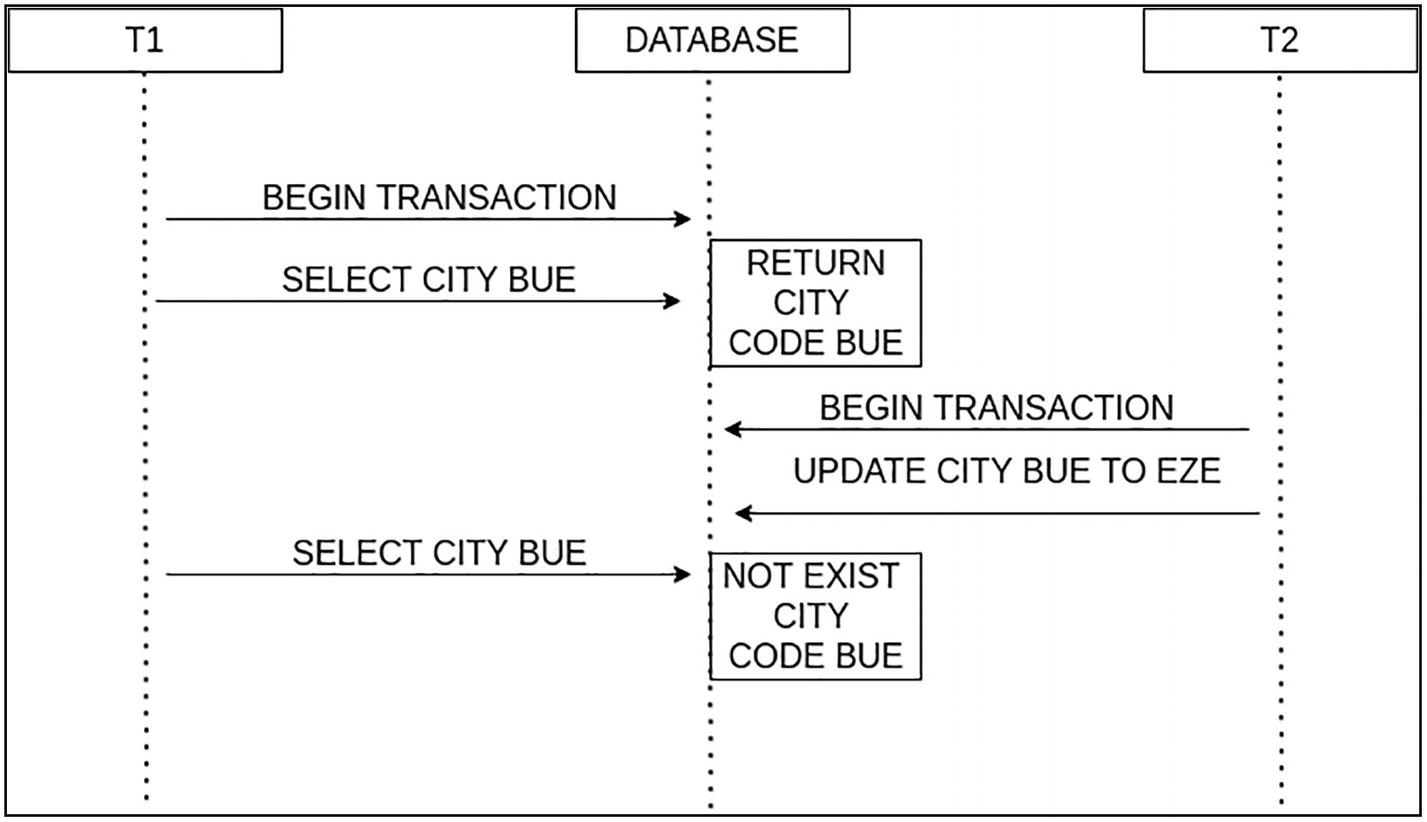 T1
DATABASE
T2
BEGIN TRANSACTION
SELECT CITY BUE
RETURN
CITY
CODE BUE
BEGIN TRANSACTION
UPDATE CITY BUE TO EZE
SELECT CITY BUE
NOT EXIST
CITY
CODE BUE